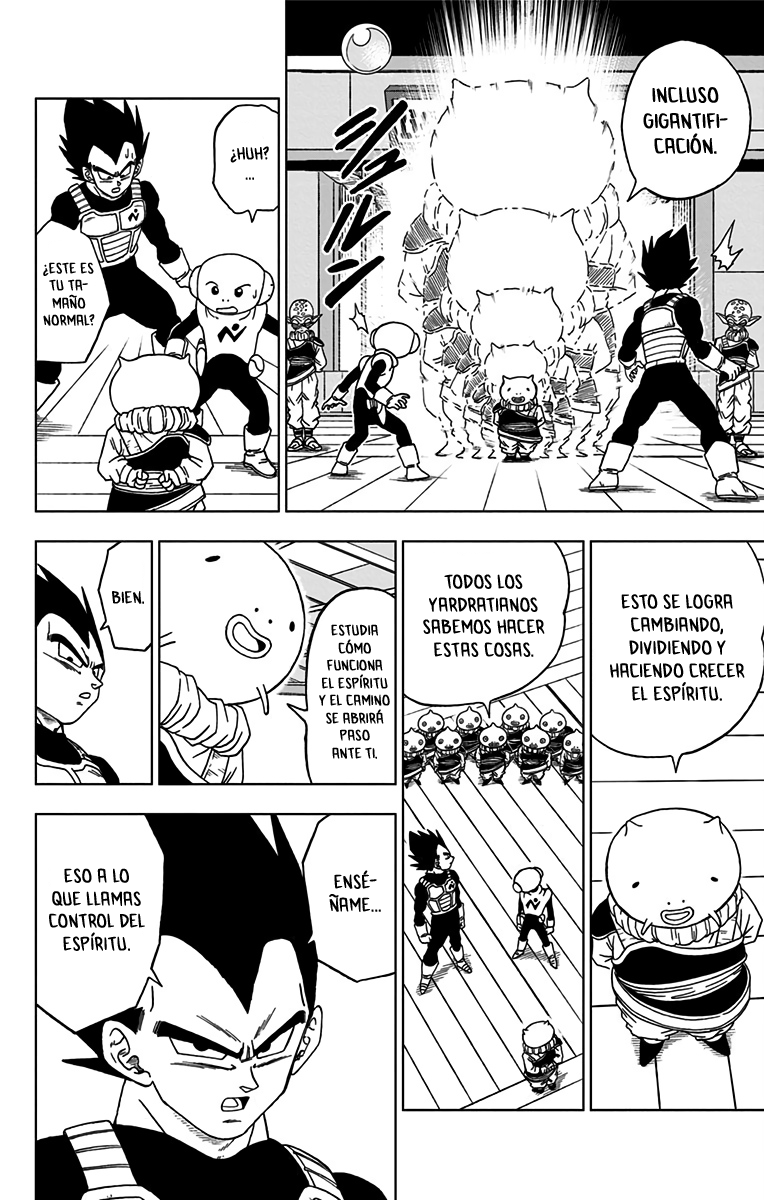 INCLUSO
GIGANTIFI-
CACIÓN.
¿HUH?
...
¿ESTE ES
TU TA-
MAÑO
NORMAL?
ESTO SE LOGRA
CAMBIANDO,
DIVIDIENDO Y
HACIENDO CRECER
EL ESPÍRITU.
TODOS LOS
YARDRATIANOS
SABEMOS HACER
ESTAS COSAS.
ESTUDIA
CÓMO
FUNCIONA
EL ESPÍRITU
Y EL CAMINO
SE ABRIRÁ
PASO
ANTE TI.
BIEN.
ENSÉ-
ÑAME...
ESO A LO
QUE LLAMAS
CONTROL DEL
ESPÍRITU.